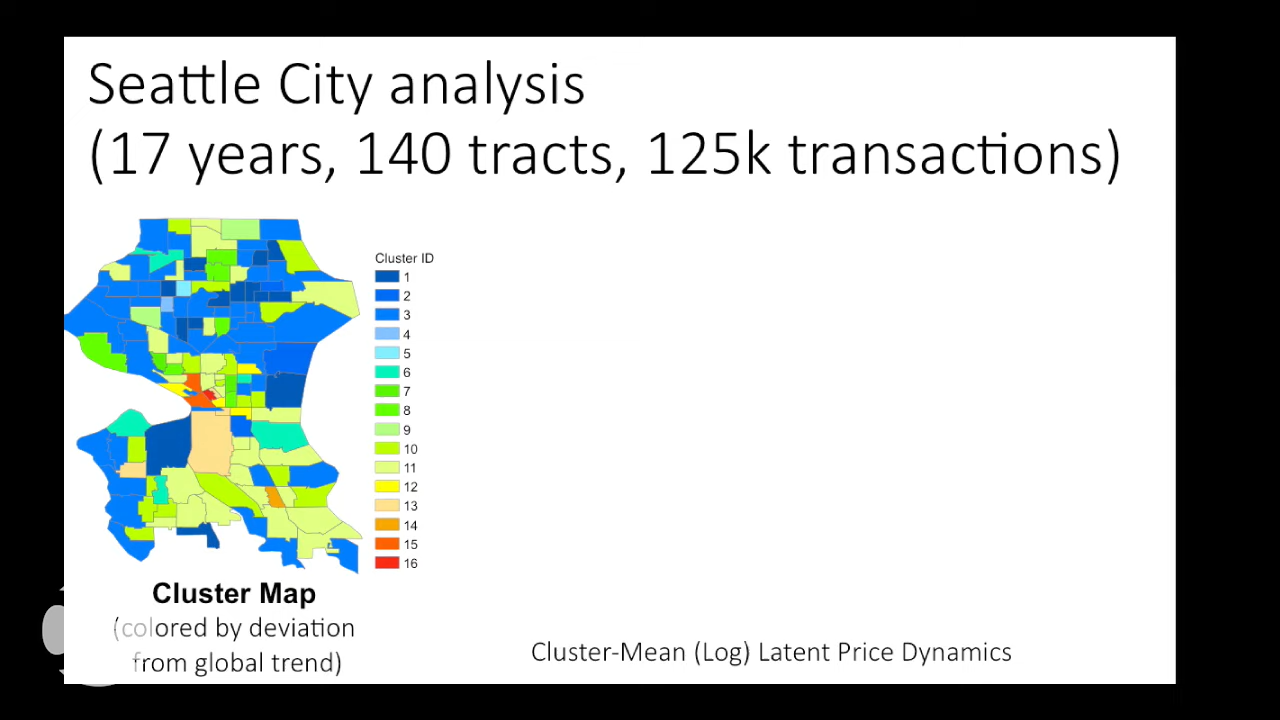 Seattle City analysis
(17 years, 140 tracts, 125k transactions)
Cluster ID
1
2
3
4
5
6
7
8
9
10
11
12
13
14
15
16
Cluster Map
(colored by deviation
from global trend)
Cluster-Mean (Log) Latent Price Dynamics